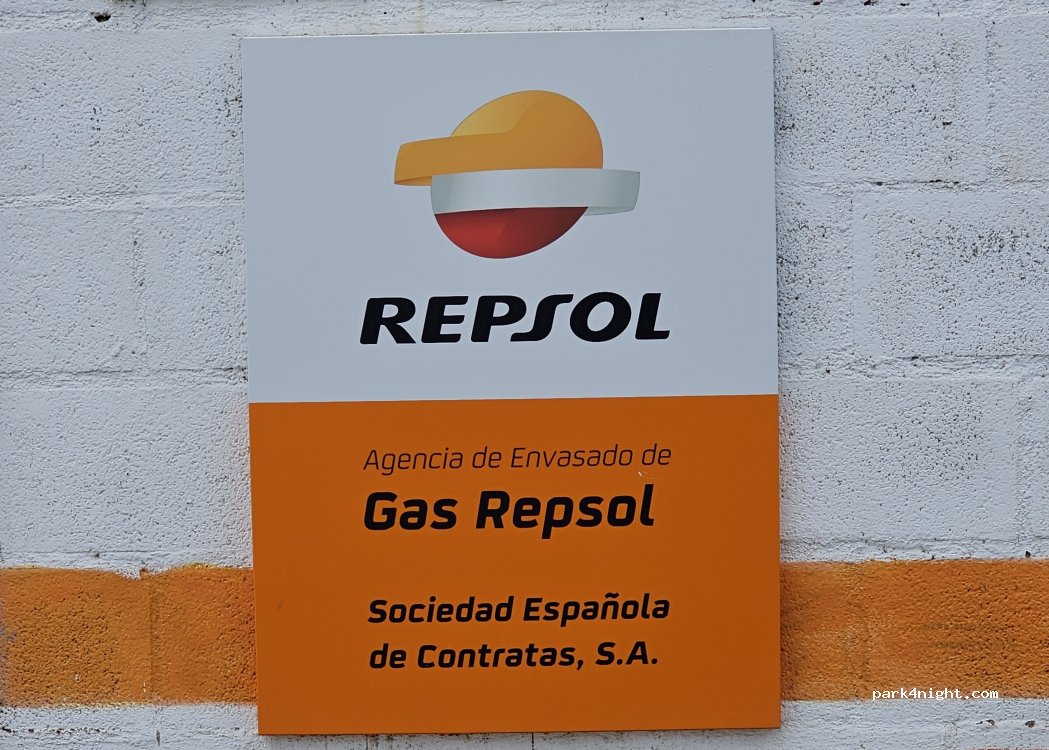 REPSOL
Agencia de Envasado de
Gas Repsol
Sociedad Española
de Contratas, S.A.
park4night.com